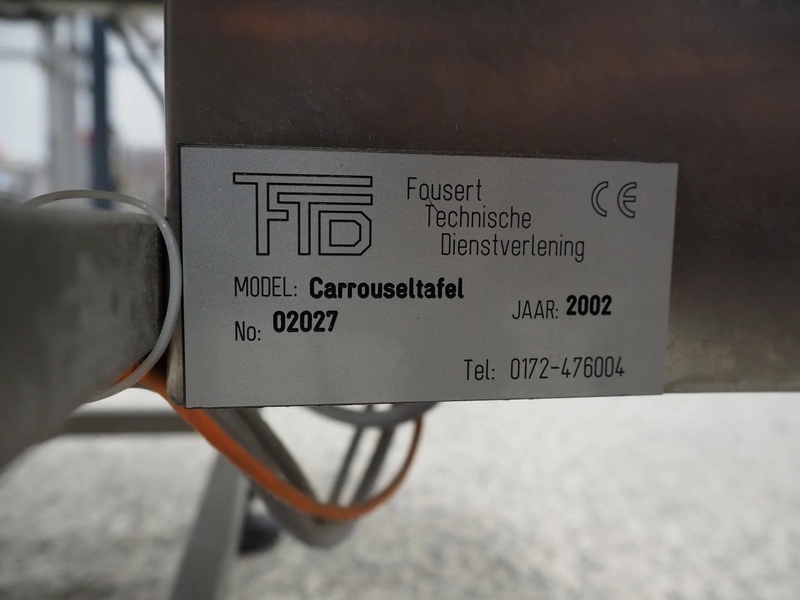 FTD
Fousert
Technische
Dienstverlening
CE
MODEL: Carrouseltafel
No: 02027
JAAR: 2002
Tel: 0172-476004